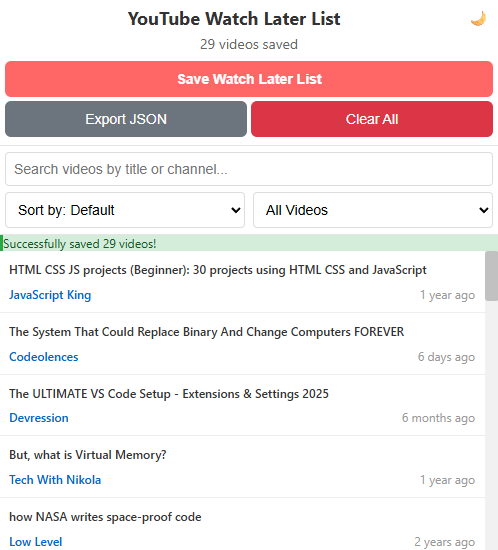 YouTube Watch Later List
29 videos saved
Save Watch Later List
Export JSON
Clear All
Search videos by title or channel...
Sort by: Default
All Videos
Successfully saved 29 videos!
HTML CSS JS projects (Beginner): 30 projects using HTML CSS and JavaScript
JavaScript King
1 year ago
The System That Could Replace Binary And Change Computers FOREVER
Codeolences
6 days ago
The ULTIMATE VS Code Setup - Extensions & Settings 2025
Devression
6 months ago
But, what is Virtual Memory?
Tech With Nikola
1 year ago
how NASA writes space-proof code
Low Level
2 years ago